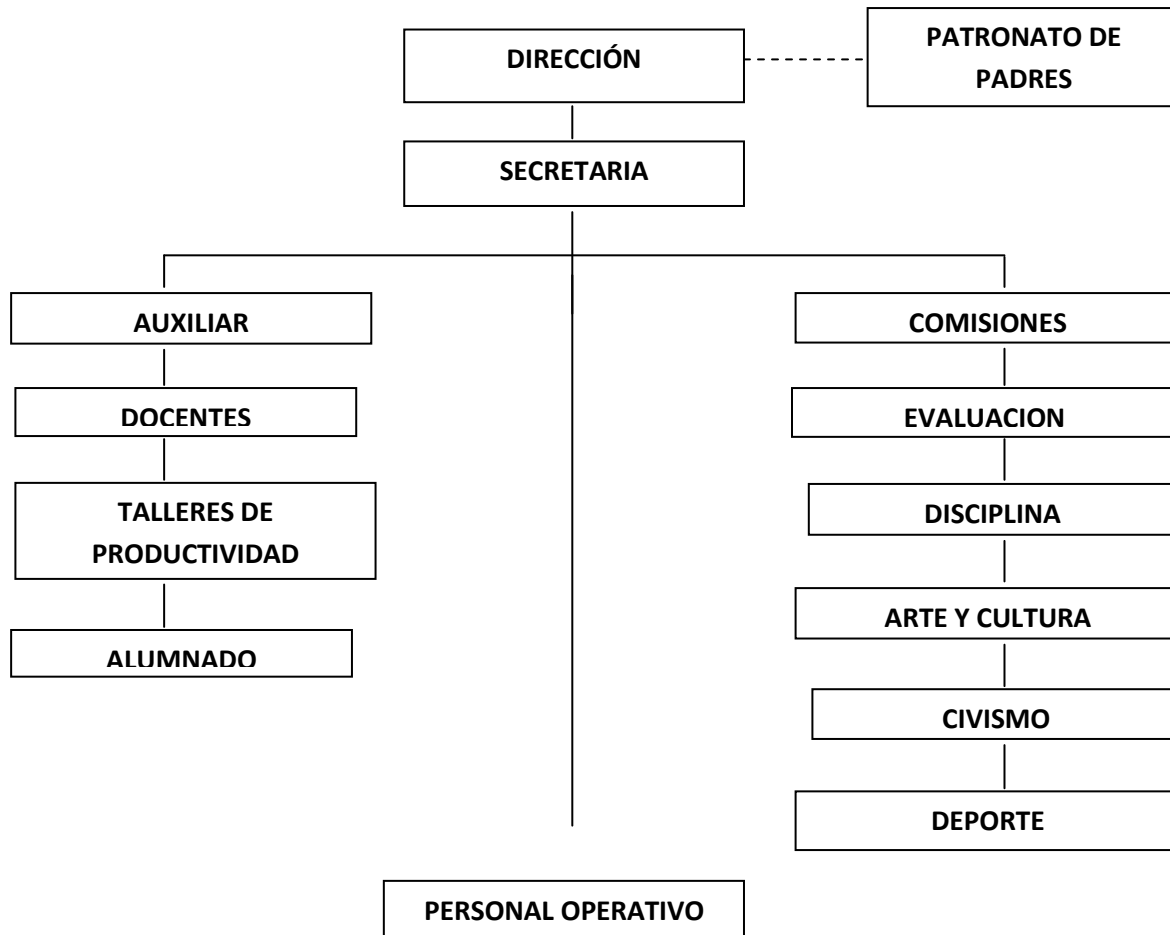 DIRECCIÓN
PATRONATO DE
PADRES
SECRETARIA
AUXILIAR
COMISIONES
DOCENTES
EVALUACION
TALLERES DE
PRODUCTIVIDAD
DISCIPLINA
ARTE Y CULTURA
ALUMNADO
CIVISMO
DEPORTE
PERSONAL OPERATIVO